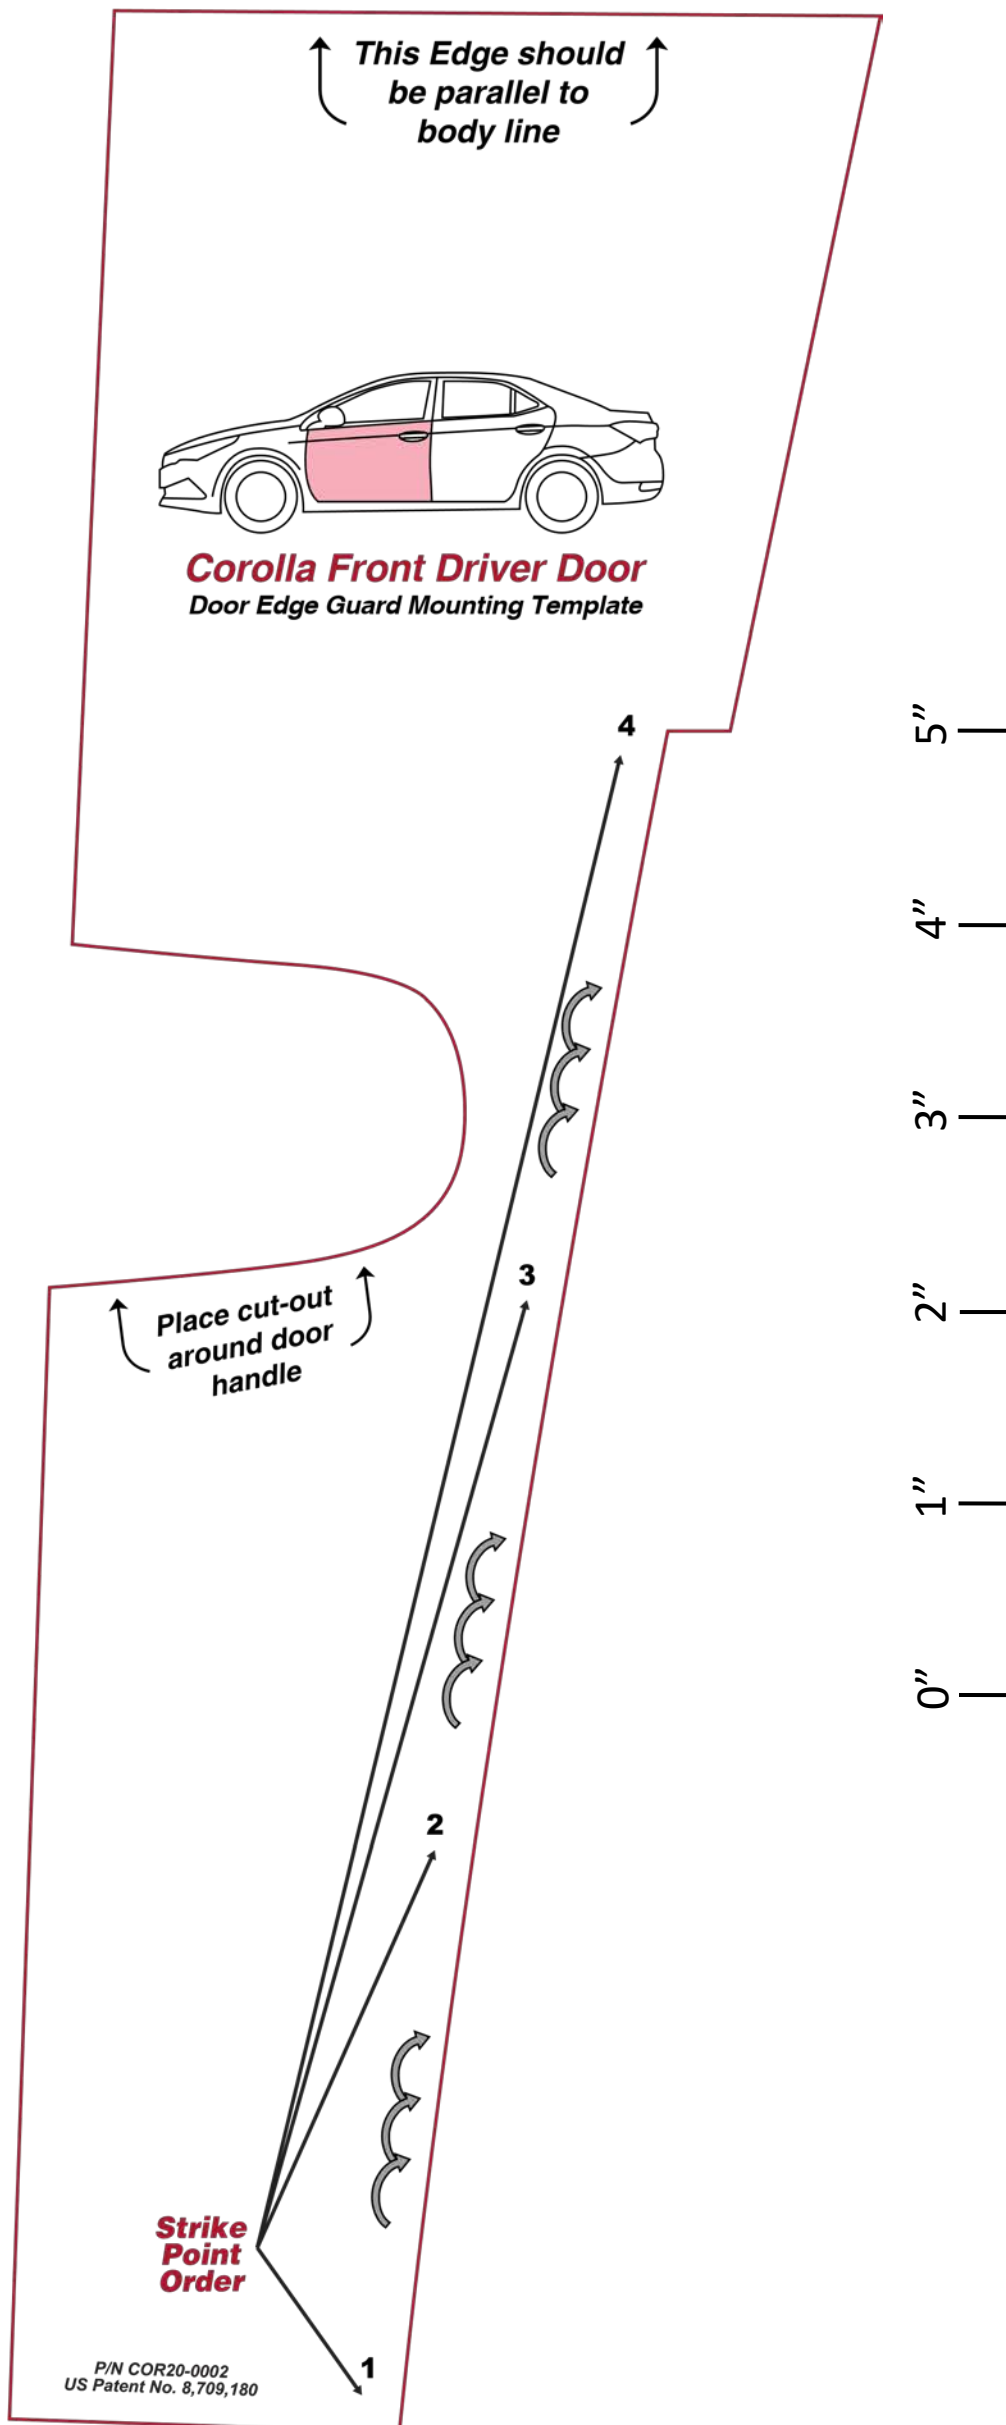 This Edge should
be parallel to
body line
Corolla Front Driver Door
Door Edge Guard Mounting Template
4
5”
4”
3”
3
2”
Place cut-out
around door
handle
1”
0”
2
Strike
Point
Order
1
P/N COR20-0002
US Patent No. 8,709,180